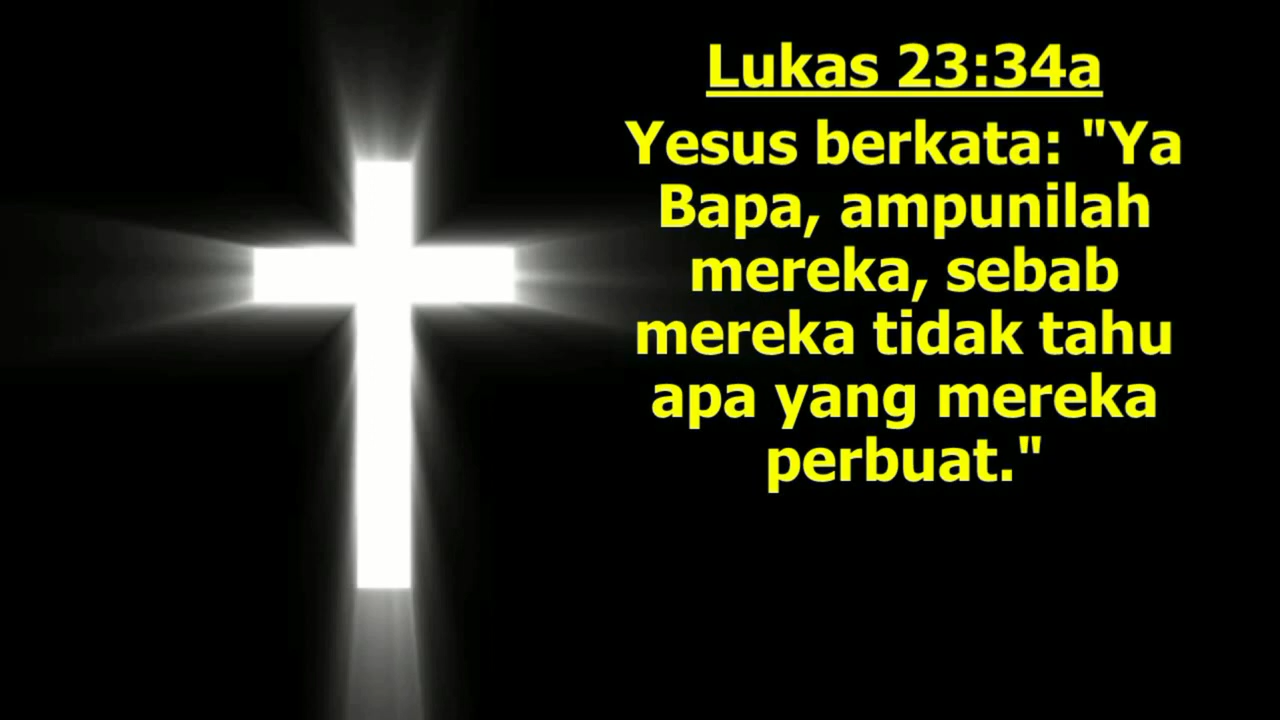 Lukas 23:34a
Yesus berkata: "Ya
Bapa, ampunilah
mereka, sebab
mereka tidak tahu
apa yang mereka
perbuat."